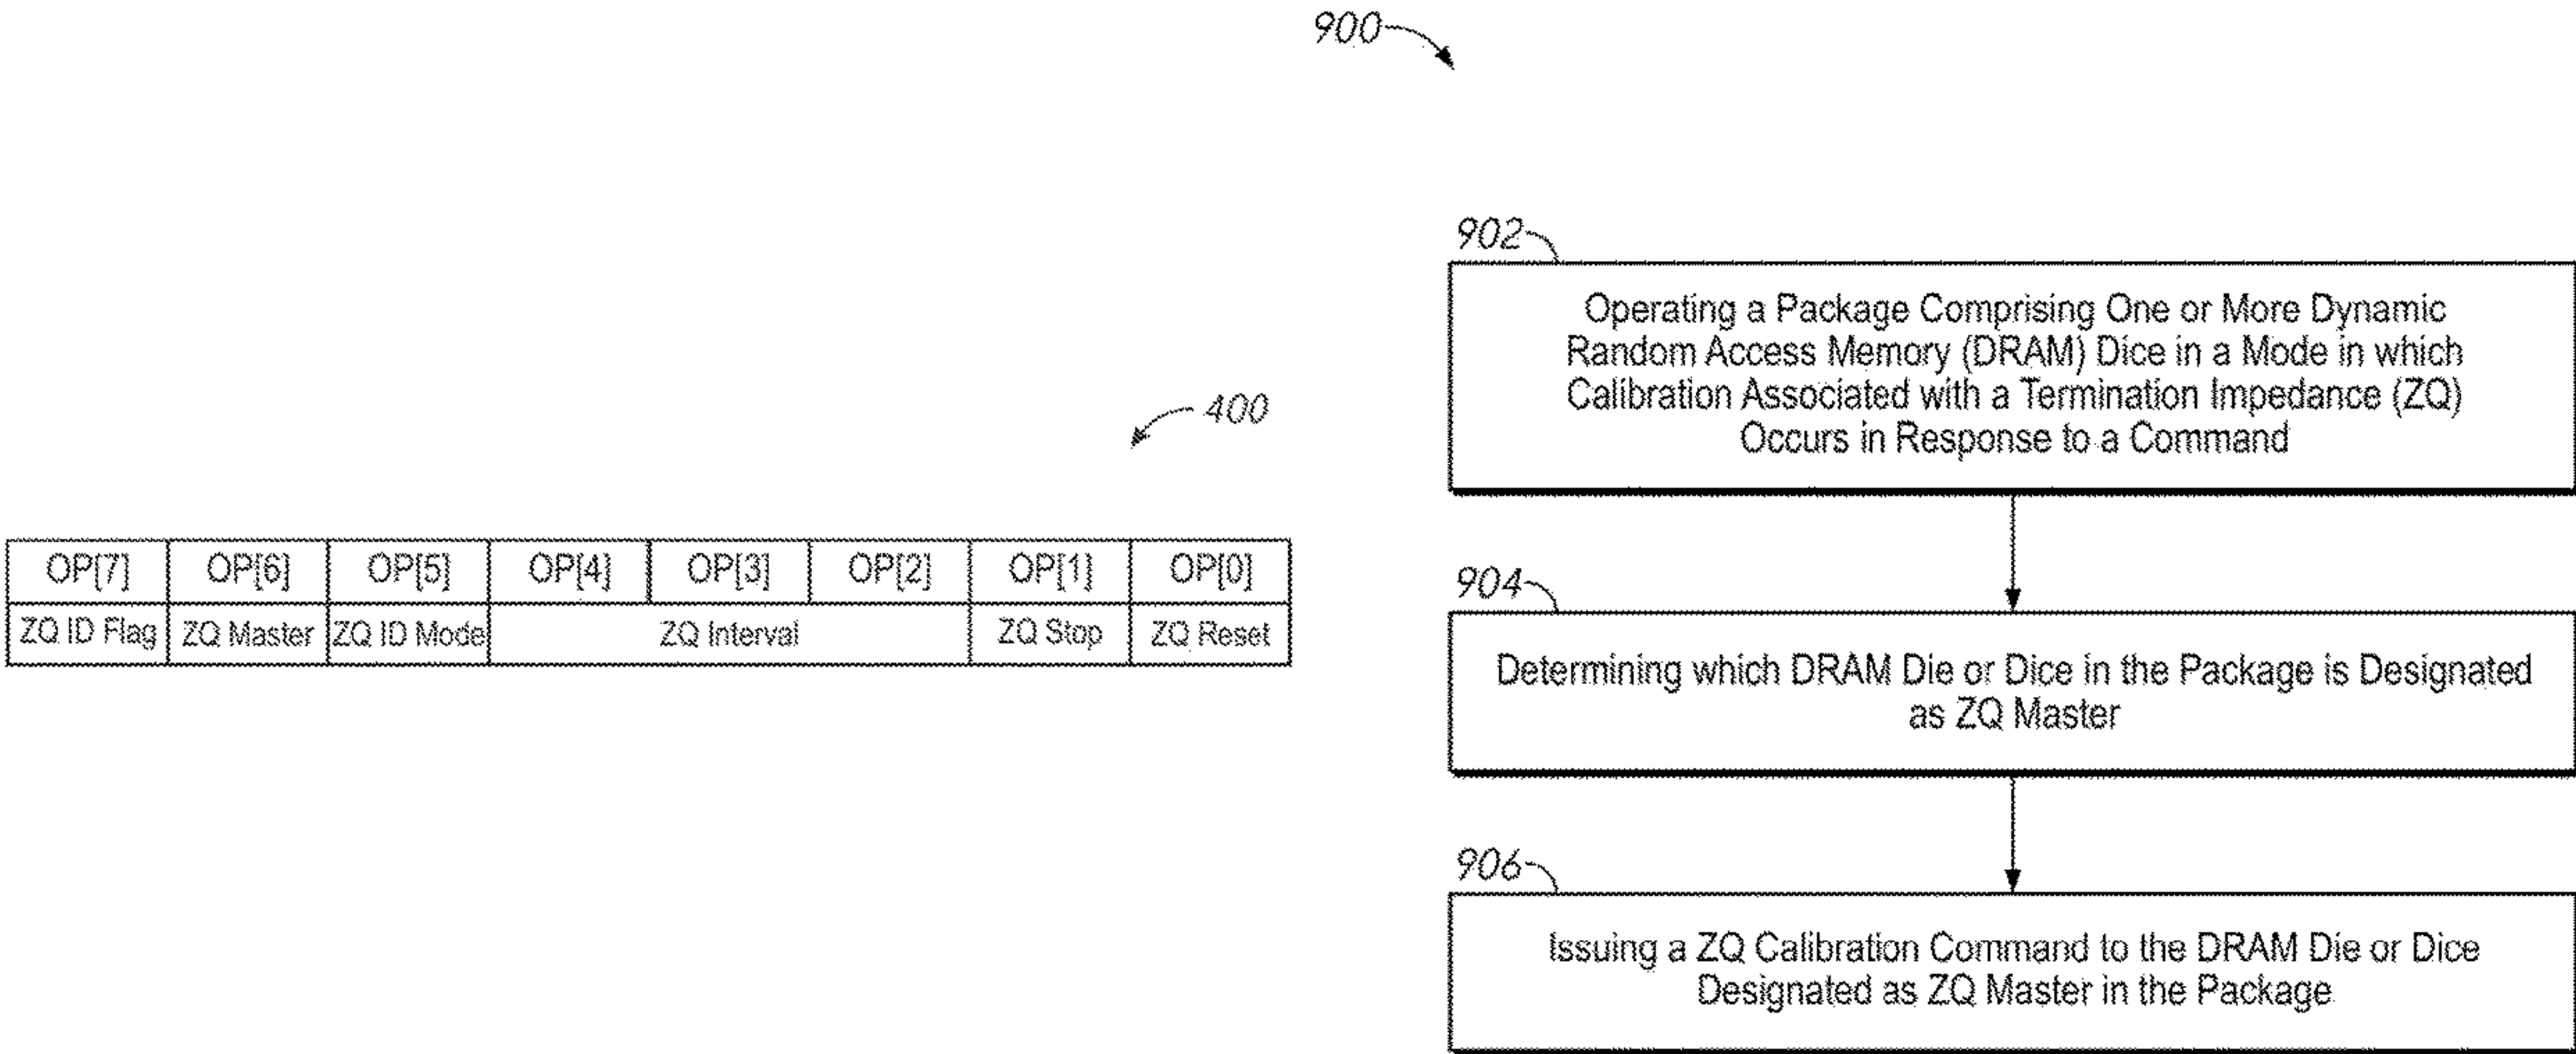 900
902
Operating a Package Comprising One or More Dynamic
Random Access Memory (DRAM) Dice in a Mode in which
Calibration Associated with a Termination Impedance (ZQ)
Occurs in Response to a Command
400
OP[7] OP[6] OP[5] OP[4] OP[3] OP[2] OP[1] OP[0]
ZQ ID Flag ZQ Master ZQ ID Mode ZQ Interval ZQ Stop ZQ Reset
904
Determining which DRAM Die or Dice in the Package is Designated
as ZQ Master
906
Issuing a ZQ Calibration Command to the DRAM Die or Dice
Designated as ZQ Master in the Package